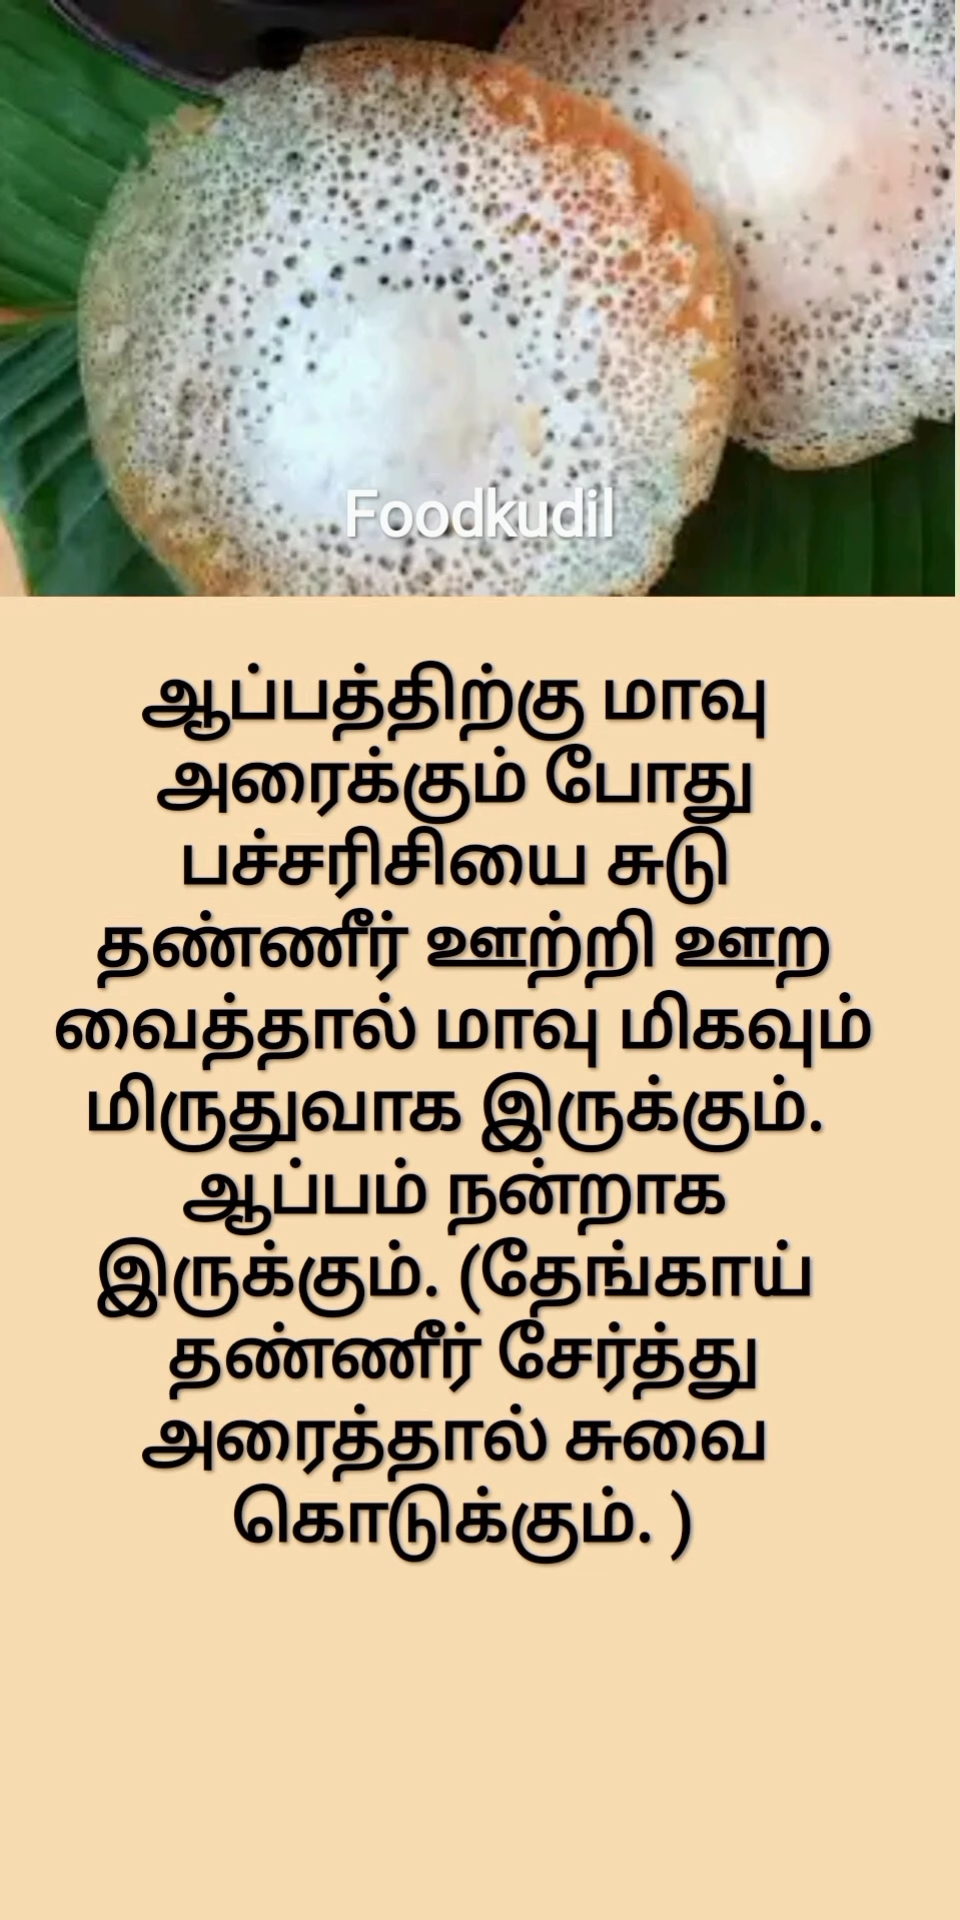 Foodkudil
ஆப்பத்திற்கு மாவு
அரைக்கும் போது
பச்சரிசியை சுடு
தண்ணீர் ஊற்றி ஊற
வைத்தால் மாவு மிகவும்
மிருதுவாக இருக்கும்.
ஆப்பம் நன்றாக
இருக்கும். (தேங்காய்
தண்ணீர் சேர்த்து
அரைத்தால் சுவை
கொடுக்கும். )